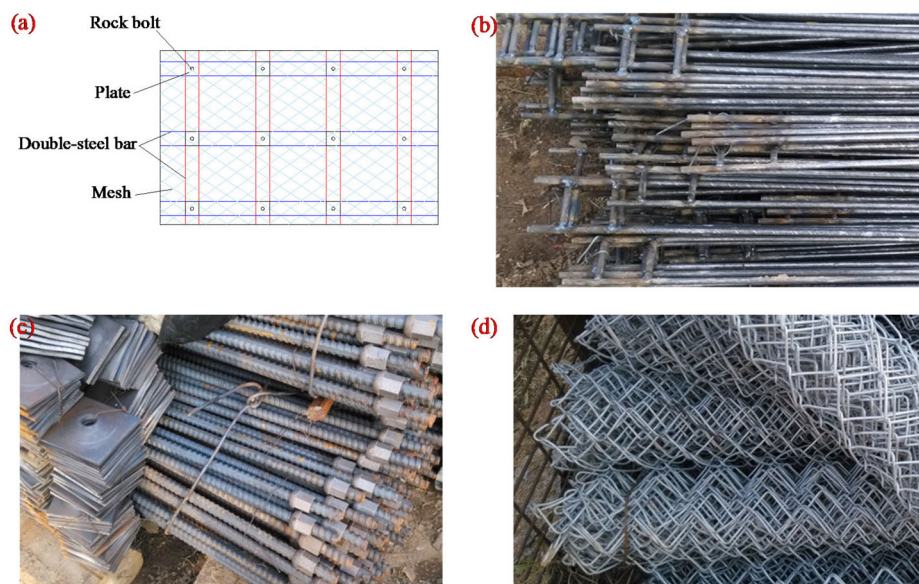 (a)
Rock bolt
Plate
Double-steel bar
Mesh
(b)
(c)
(d)